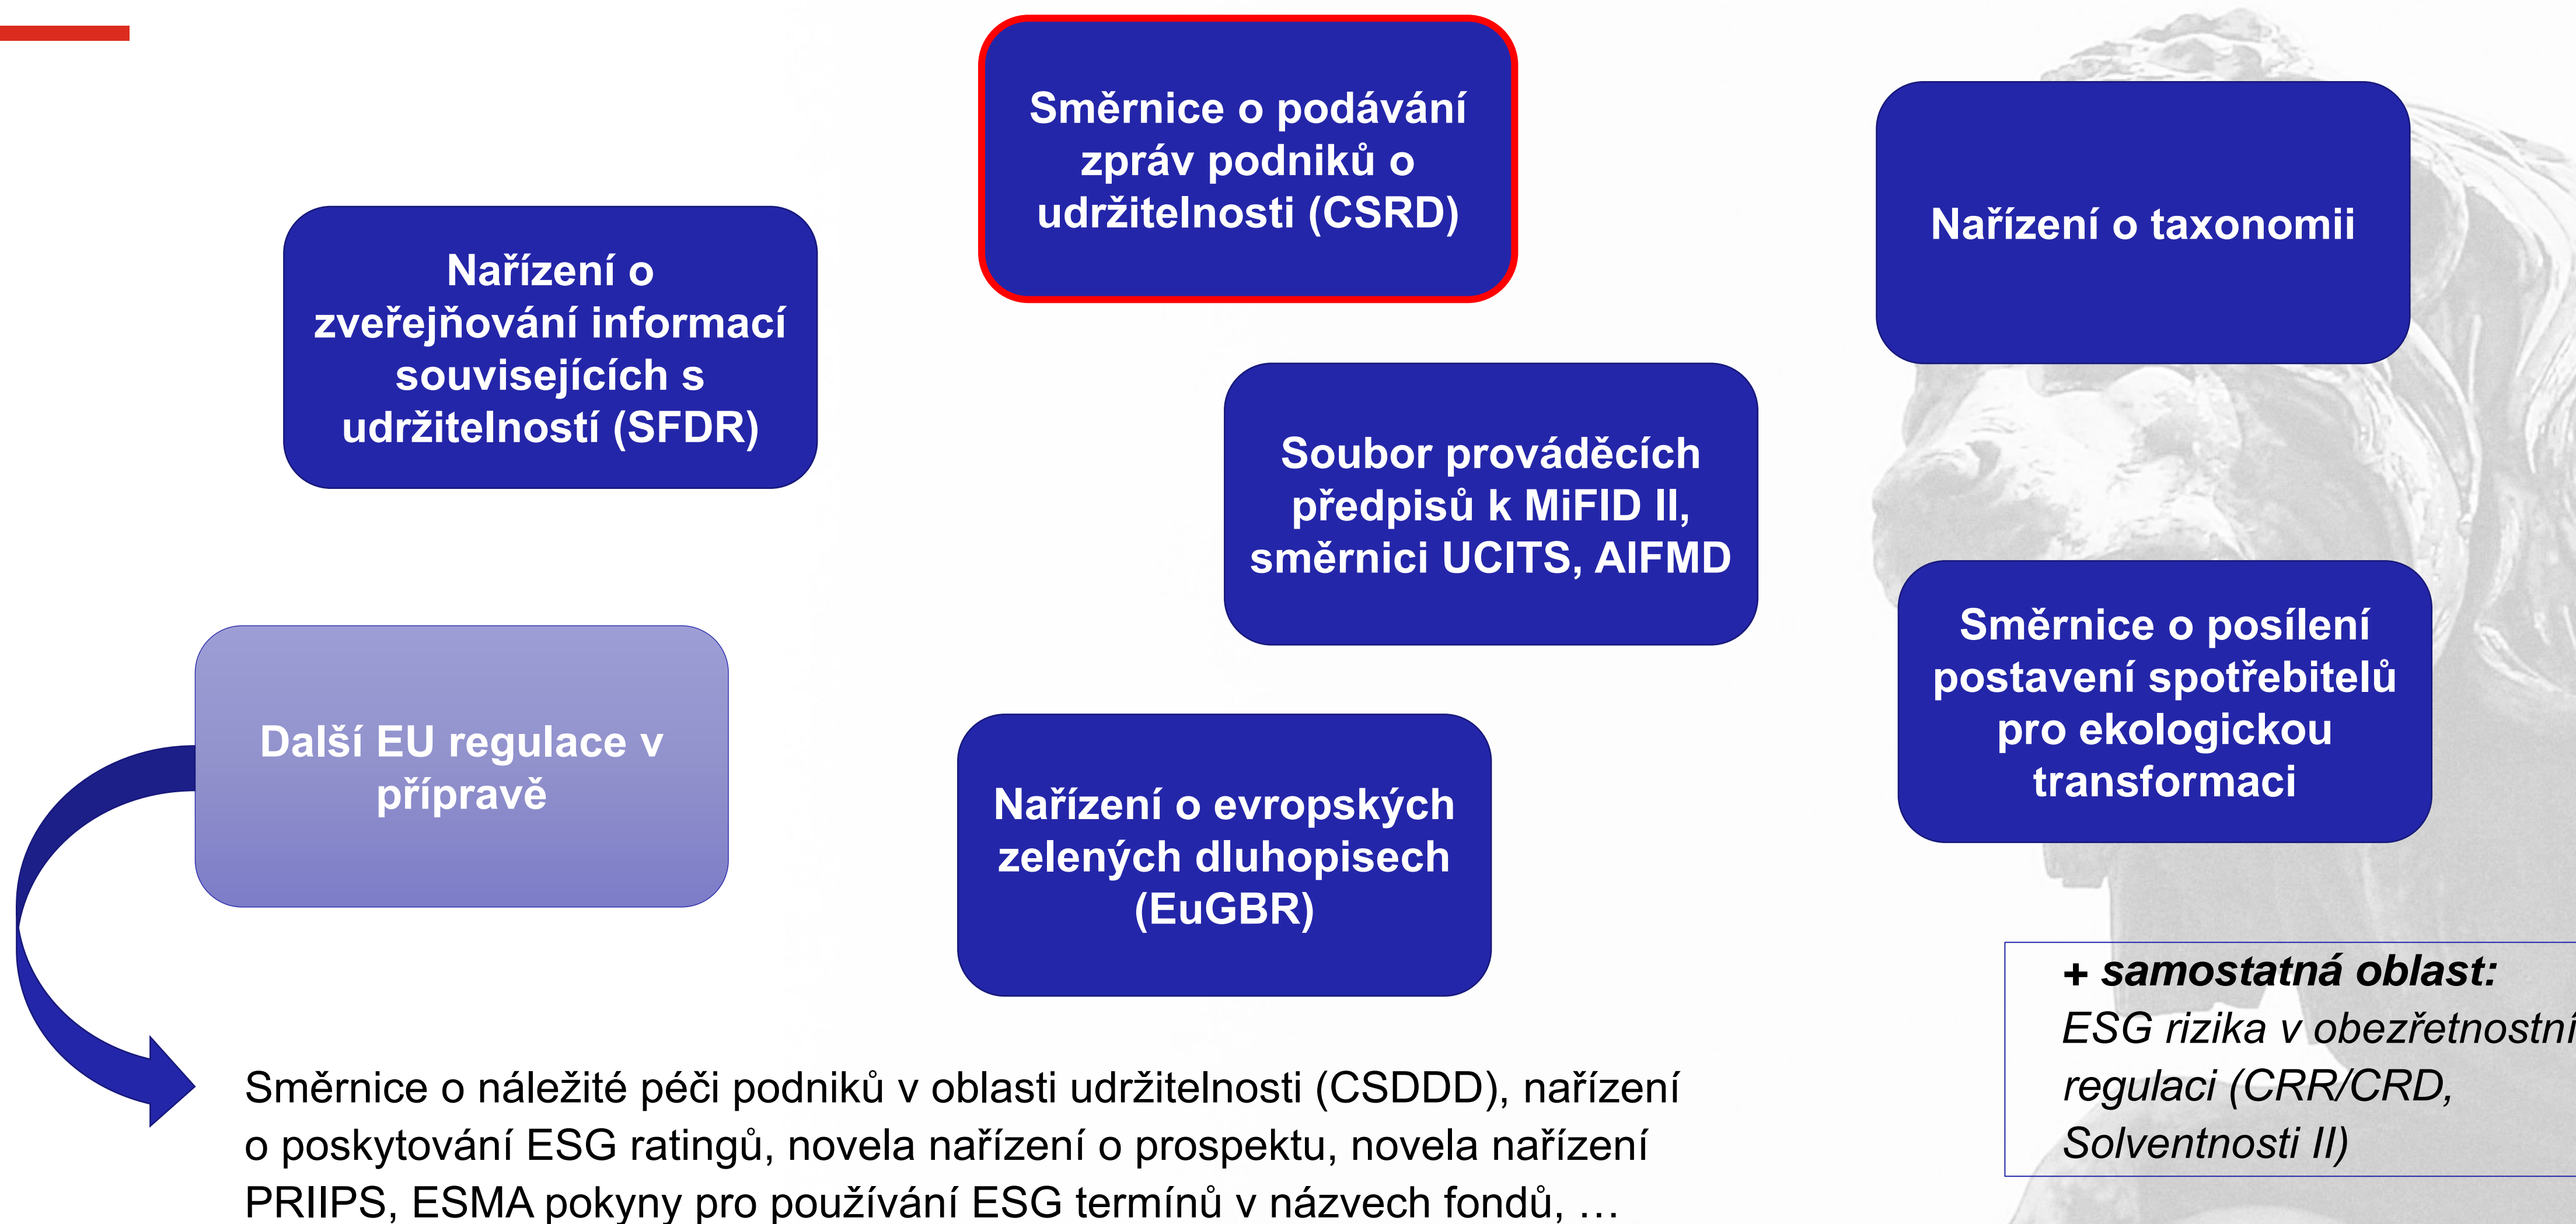 Směrnice o podávání
zpráv podniků o
udržitelnosti (CSRD)
Nařízení o taxonomii
Nařízení o
zveřejňování informací
souvisejících s
udržitelností (SFDR)
Soubor prováděcích
předpisů k MiFID II,
směrnici UCITS, AIFMD
Směrnice o posílení
postavení spotřebitelů
pro ekologickou
transformaci
Další EU regulace v
přípravě
Nařízení o evropských
zelených dluhopisech
(EuGBR)
+ samostatná oblast:
ESG rizika v obezřetnostní
regulaci (CRR/CRD,
Solventnosti II)
Směrnice o náležité péči podniků v oblasti udržitelnosti (CSDDD), nařízení
o poskytování ESG ratingů, novela nařízení o prospektu, novela nařízení
PRIIPS, ESMA pokyny pro používání ESG termínů v názvech fondů, …